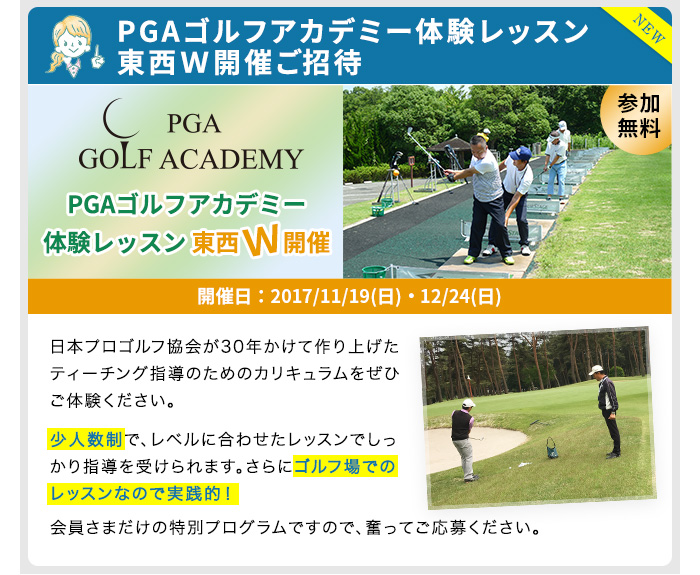 PGAゴルフアカデミー体験レッスン
東西W開催ご招待
NEW
参加
無料
PGA
GOLF ACADEMY
PGAゴルフアカデミー
体験レッスン 東西W開催
開催日：2017/11/19(日)・12/24(日)
日本プロゴルフ協会が30年かけて作り上げた
ティーチング指導のためのカリキュラムをぜひ
ご体験ください。
少人数制で、レベルに合わせたレッスンでしっ
かり指導を受けられます。さらにゴルフ場での
レッスンなので実践的！
会員さまだけの特別プログラムですので、奮ってご応募ください。